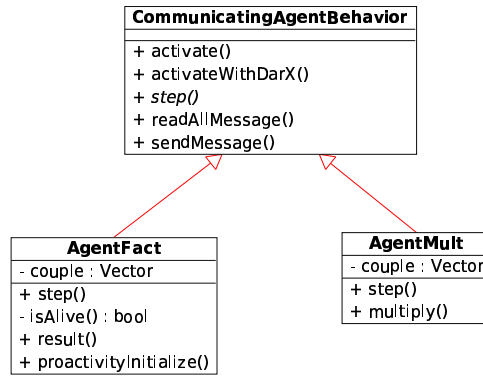 CommunicatingAgentBehavior
+ activate()
+ activateWithDarX()
+ step()
+ readAllMessage()
+ sendMessage()
AgentFact
- couple : Vector
+ step()
- isAlive() : bool
+ result()
+ proactivityInitialize()
AgentMult
- couple : Vector
+ step()
+ multiply()